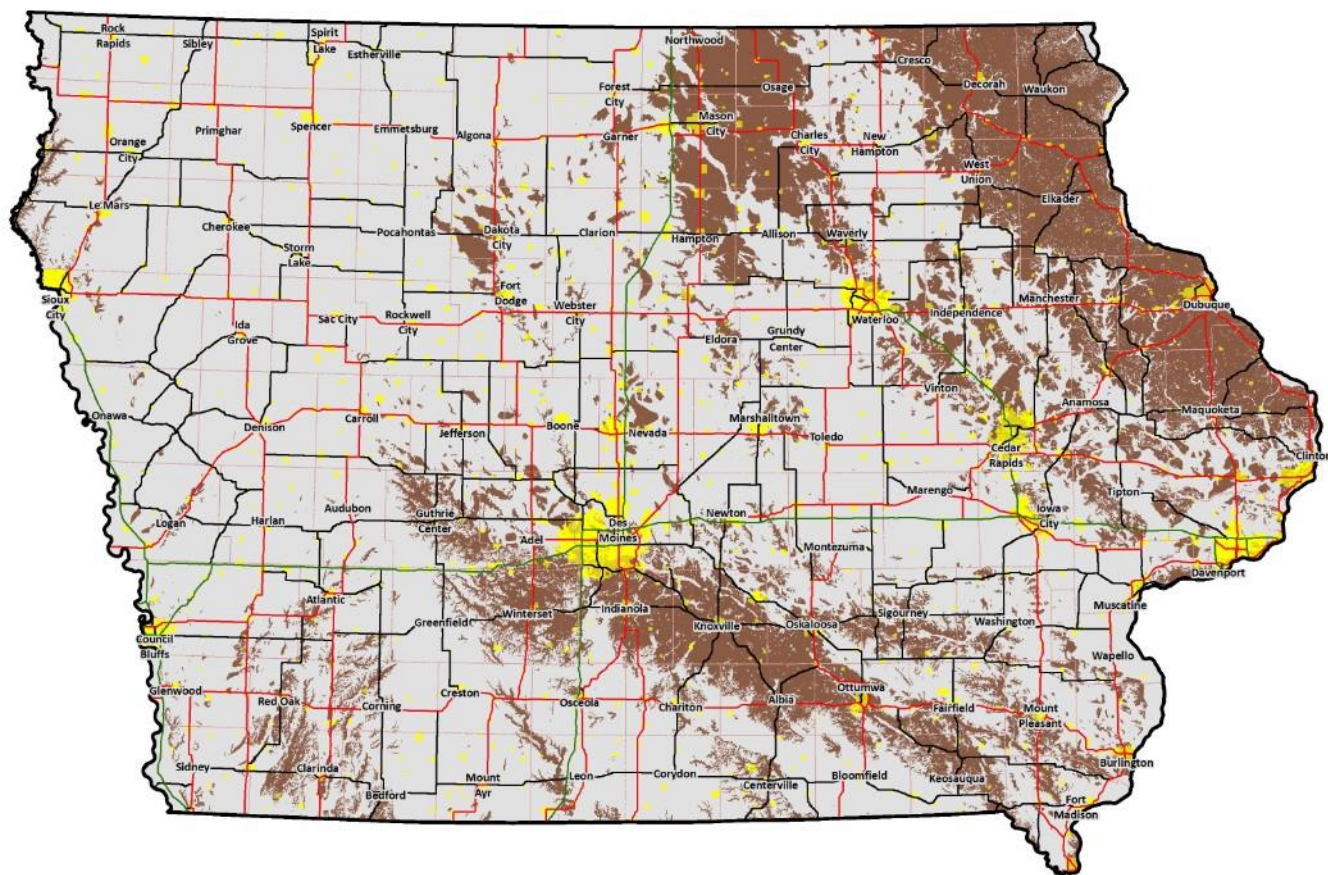 Rock
Rapids
Sibley
Spirit
Lake
Estherville
Northwood
Cresco
Decorah
Waukon
Forest
City
Osage
Orange
City
Primghar
Spencer
Emmetsburg
Algona
Garner
Mason
City
Charles
City
New
Hampton
West
Union
Elkader
Le Mars
Cherokee
Storm
Lake
Pocahontas
Dakota
City
Clarion
Hampton
Allison
Waverly
Sioux
City
Ida
Grove
Sac City
Rockwell
City
Fort
Dodge
Webster
City
Eldora
Grundy
Center
Waterloo
Independence
Manchester
Dubuque
Onawa
Denison
Carroll
Jefferson
Boone
Nevada
Marshalltown
Toledo
Vinton
Cedar
Rapids
Anamosa
Maquoketa
Clinton
Logan
Harlan
Audubon
Guthrie
Center
Adel
Des
Moines
Newton
Montezuma
Marengo
Iowa
City
Tipton
Davenport
Muscatine
Council
Bluffs
Atlantic
Greenfield
Winterset
Indianola
Knoxville
Oskaloosa
Sigourney
Washington
Wapello
Glenwood
Red Oak
Corning
Creston
Osceola
Chariton
Albia
Ottumwa
Fairfield
Mount
Pleasant
Burlington
Sidney
Clarinda
Bedford
Mount
Ayr
Leon
Corydon
Centerville
Bloomfield
Keosauqua
Fort
Madison